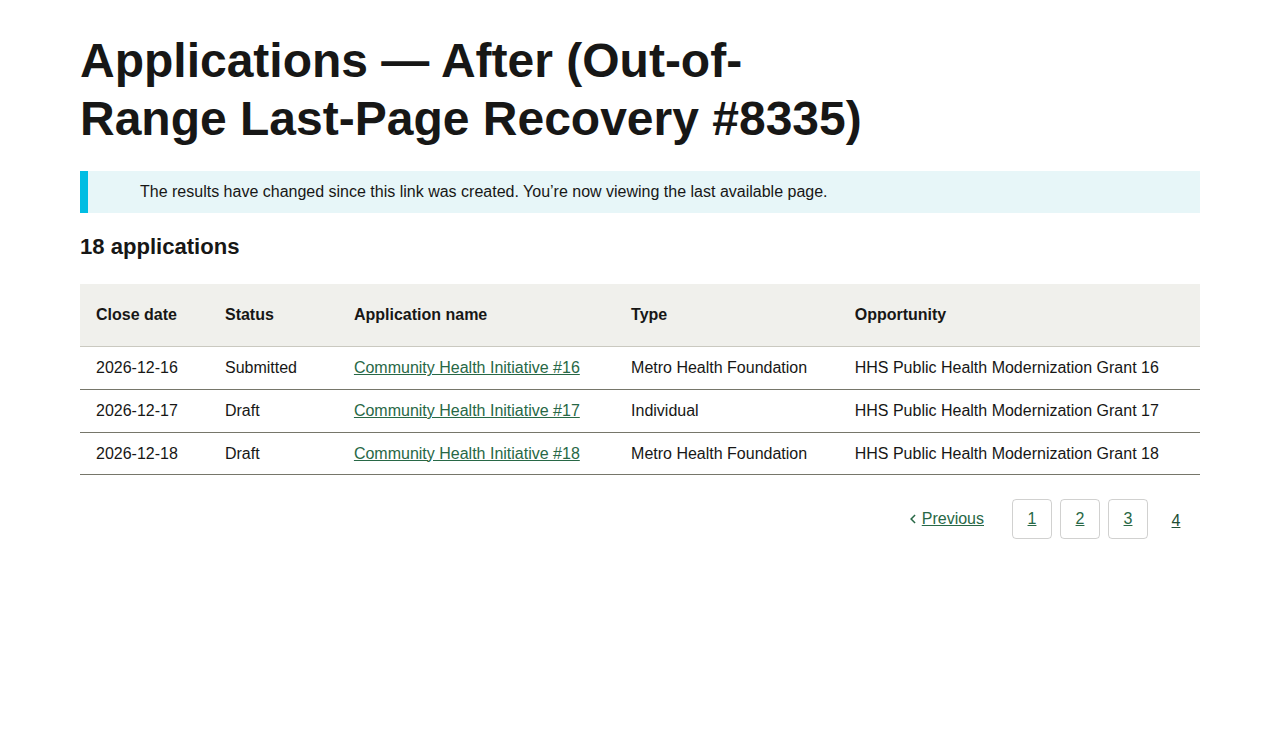 Applications — After (Out-of-
Range Last-Page Recovery #8335)
The results have changed since this link was created. You’re now viewing the last available page.
18 applications
Close date Status Application name Type Opportunity
2026-12-16 Submitted Community Health Initiative #16 Metro Health Foundation HHS Public Health Modernization Grant 16
2026-12-17 Draft Community Health Initiative #17 Individual HHS Public Health Modernization Grant 17
2026-12-18 Draft Community Health Initiative #18 Metro Health Foundation HHS Public Health Modernization Grant 18
Previous 1 2 3 4